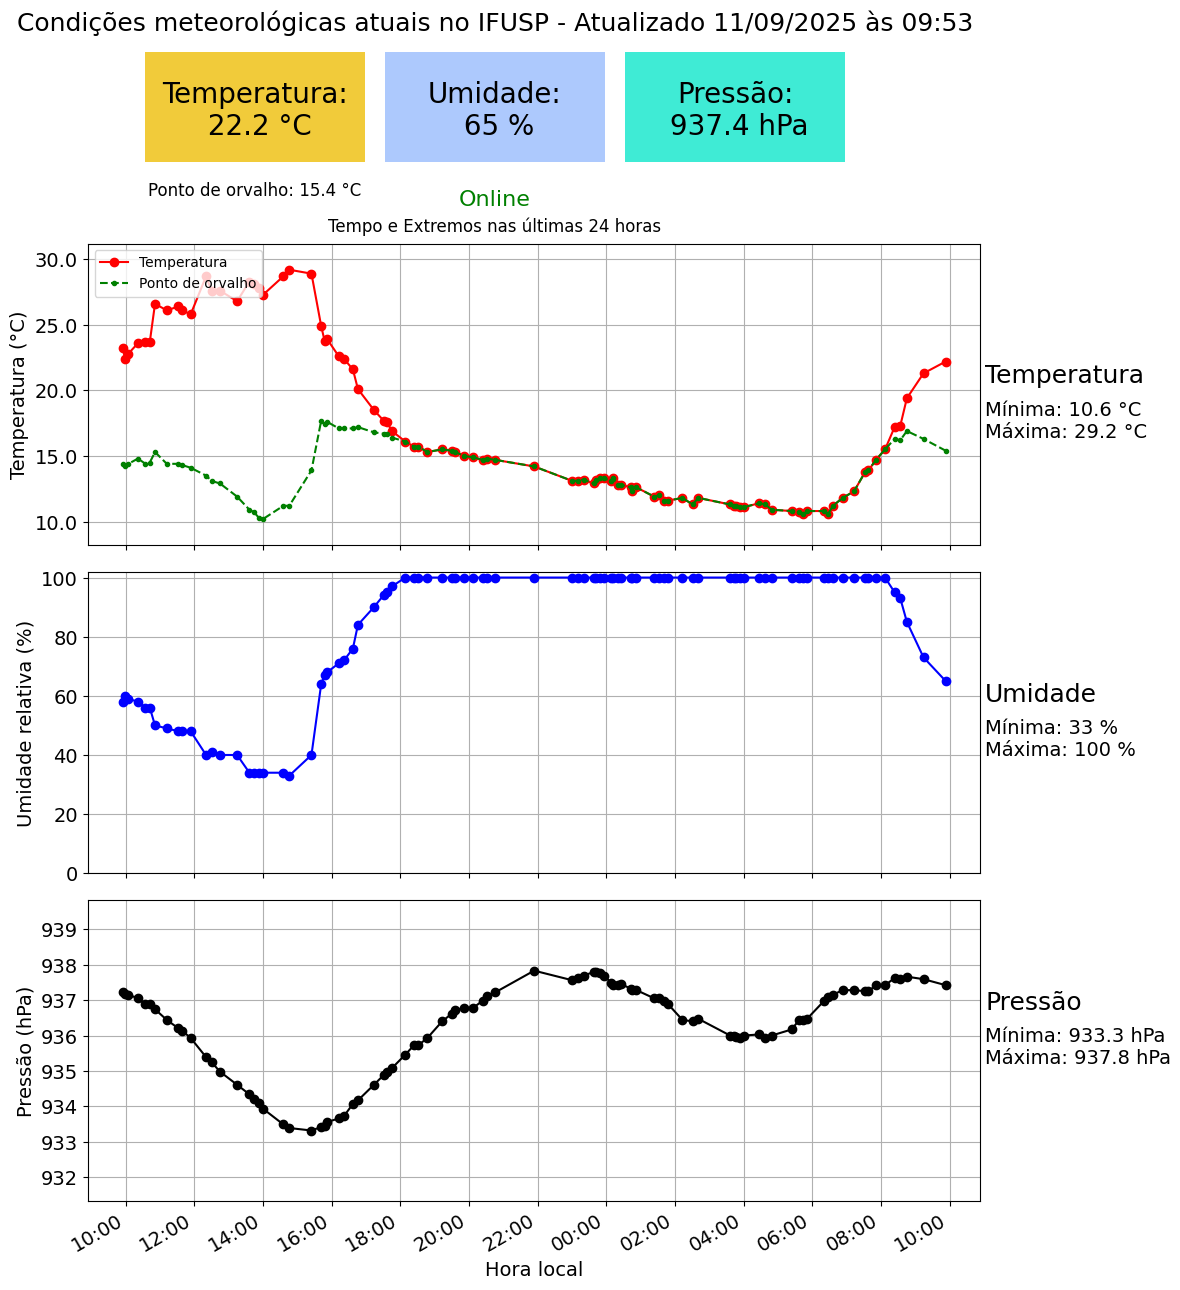 Condições meteorológicas atuais no IFUSP - Atualizado 11/09/2025 às 09:53
Temperatura:
22.2 °C
Umidade:
65 %
Pressão:
937.4 hPa
Ponto de orvalho: 15.4 °C
Online
Tempo e Extremos nas últimas 24 horas
Temperatura
Ponto de orvalho
Temperatura (°C)
30.0
25.0
20.0
15.0
10.0
Temperatura
Mínima: 10.6 °C
Máxima: 29.2 °C
Umidade relativa (%)
100
80
60
40
20
0
Umidade
Mínima: 33 %
Máxima: 100 %
Pressão (hPa)
939
938
937
936
935
934
933
932
Pressão
Mínima: 933.3 hPa
Máxima: 937.8 hPa
10:00
12:00
14:00
16:00
18:00
20:00
22:00
00:00
02:00
04:00
06:00
08:00
10:00
Hora local